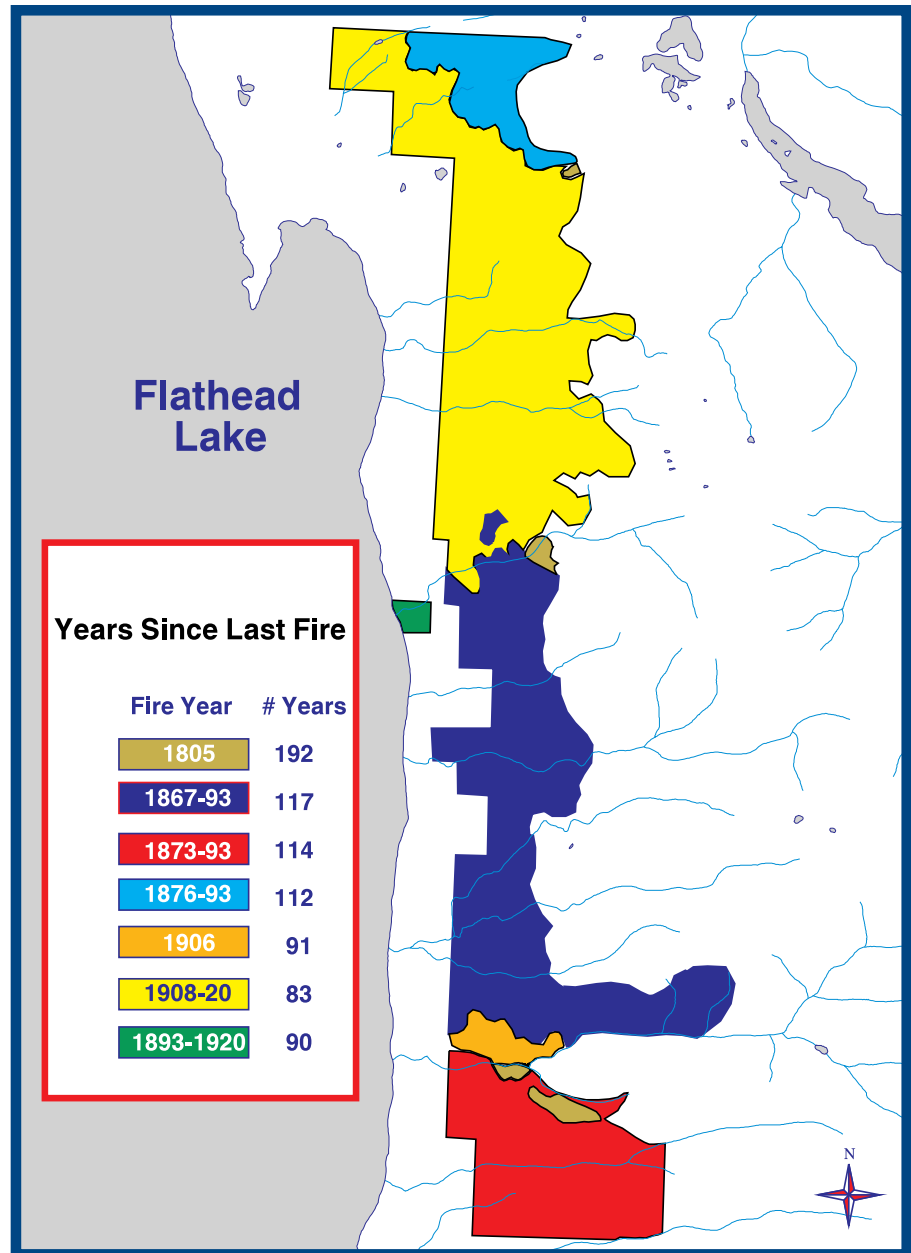 Flathead
Lake
Years Since Last Fire
Fire Year # Years
1805 192
1867-93 117
1873-93 114
1876-93 112
1906 91
1908-20 83
1893-1920 90
N